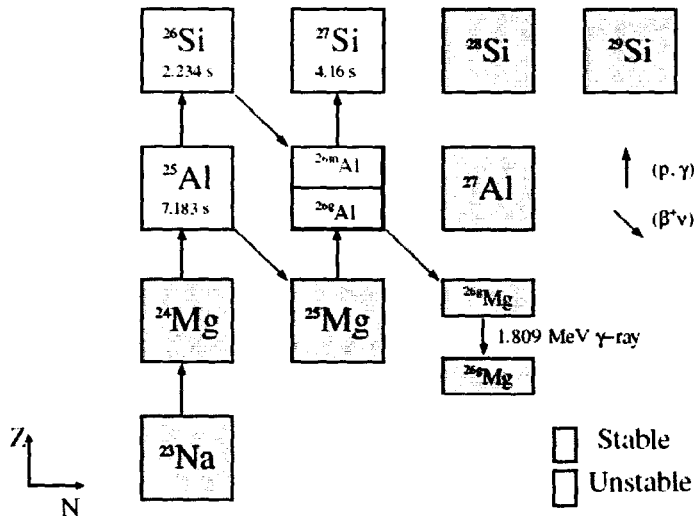 26Si 27Si 28Si 29Si
2.234 s 4.16 s
25Al 26mAl 27Al (p, γ)
7.183 s 26gAl (β+ν)
24Mg 25Mg 26gMg
1.809 MeV γ-ray
26gMg
23Na
Z
N
Stable
Unstable